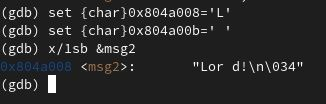 (gdb) set {char}0x804a008='L'
(gdb) set {char}0x804a00b=' '
(gdb) x/1sb &msg2
0x804a008 <msg2>:        "Lor d!\n\034"
(gdb)